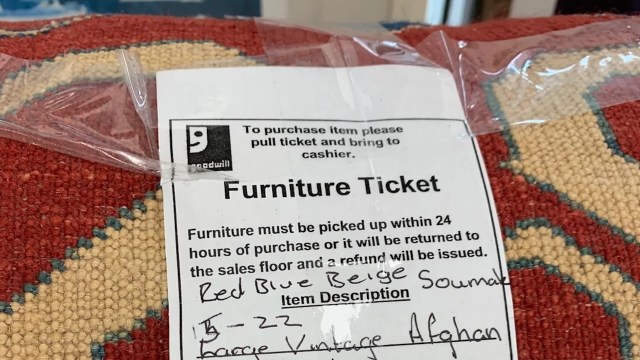 goodwill
To purchase item please
pull ticket and bring to
cashier.
Furniture Ticket
Furniture must be picked up within 24
hours of purchase or it will be returned to
the sales floor and a refund will be issued.
Red Blue Beige Soumak
Item Description
5-22
Large Vintage Afghan